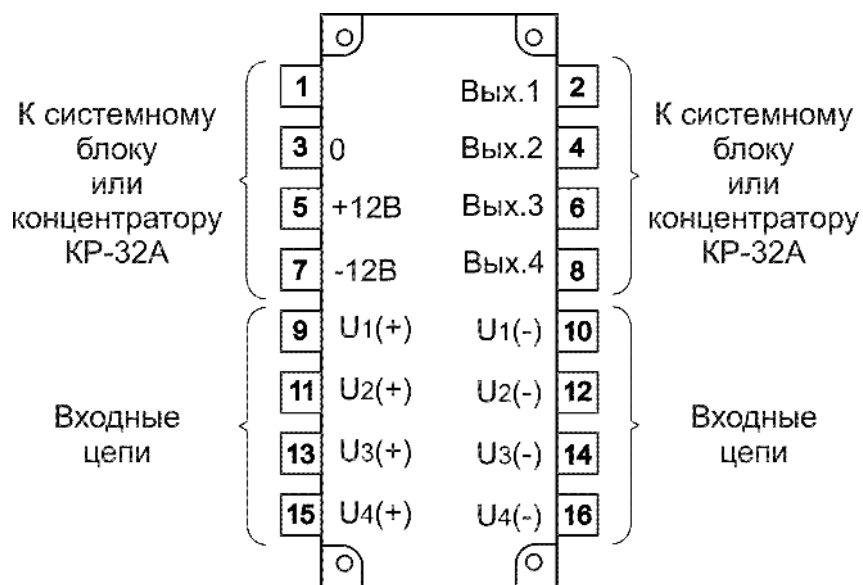 К системному
блоку
или
концентратору
КР-32А
1
Вых.1
2
3
0
Вых.2
4
5
+12В
Вых.3
6
7
-12В
Вых.4
8
К системному
блоку
или
концентратору
КР-32А
Входные
цепи
9
U1(+)
U1(-)
10
11
U2(+)
U2(-)
12
13
U3(+)
U3(-)
14
15
U4(+)
U4(-)
16
Входные
цепи